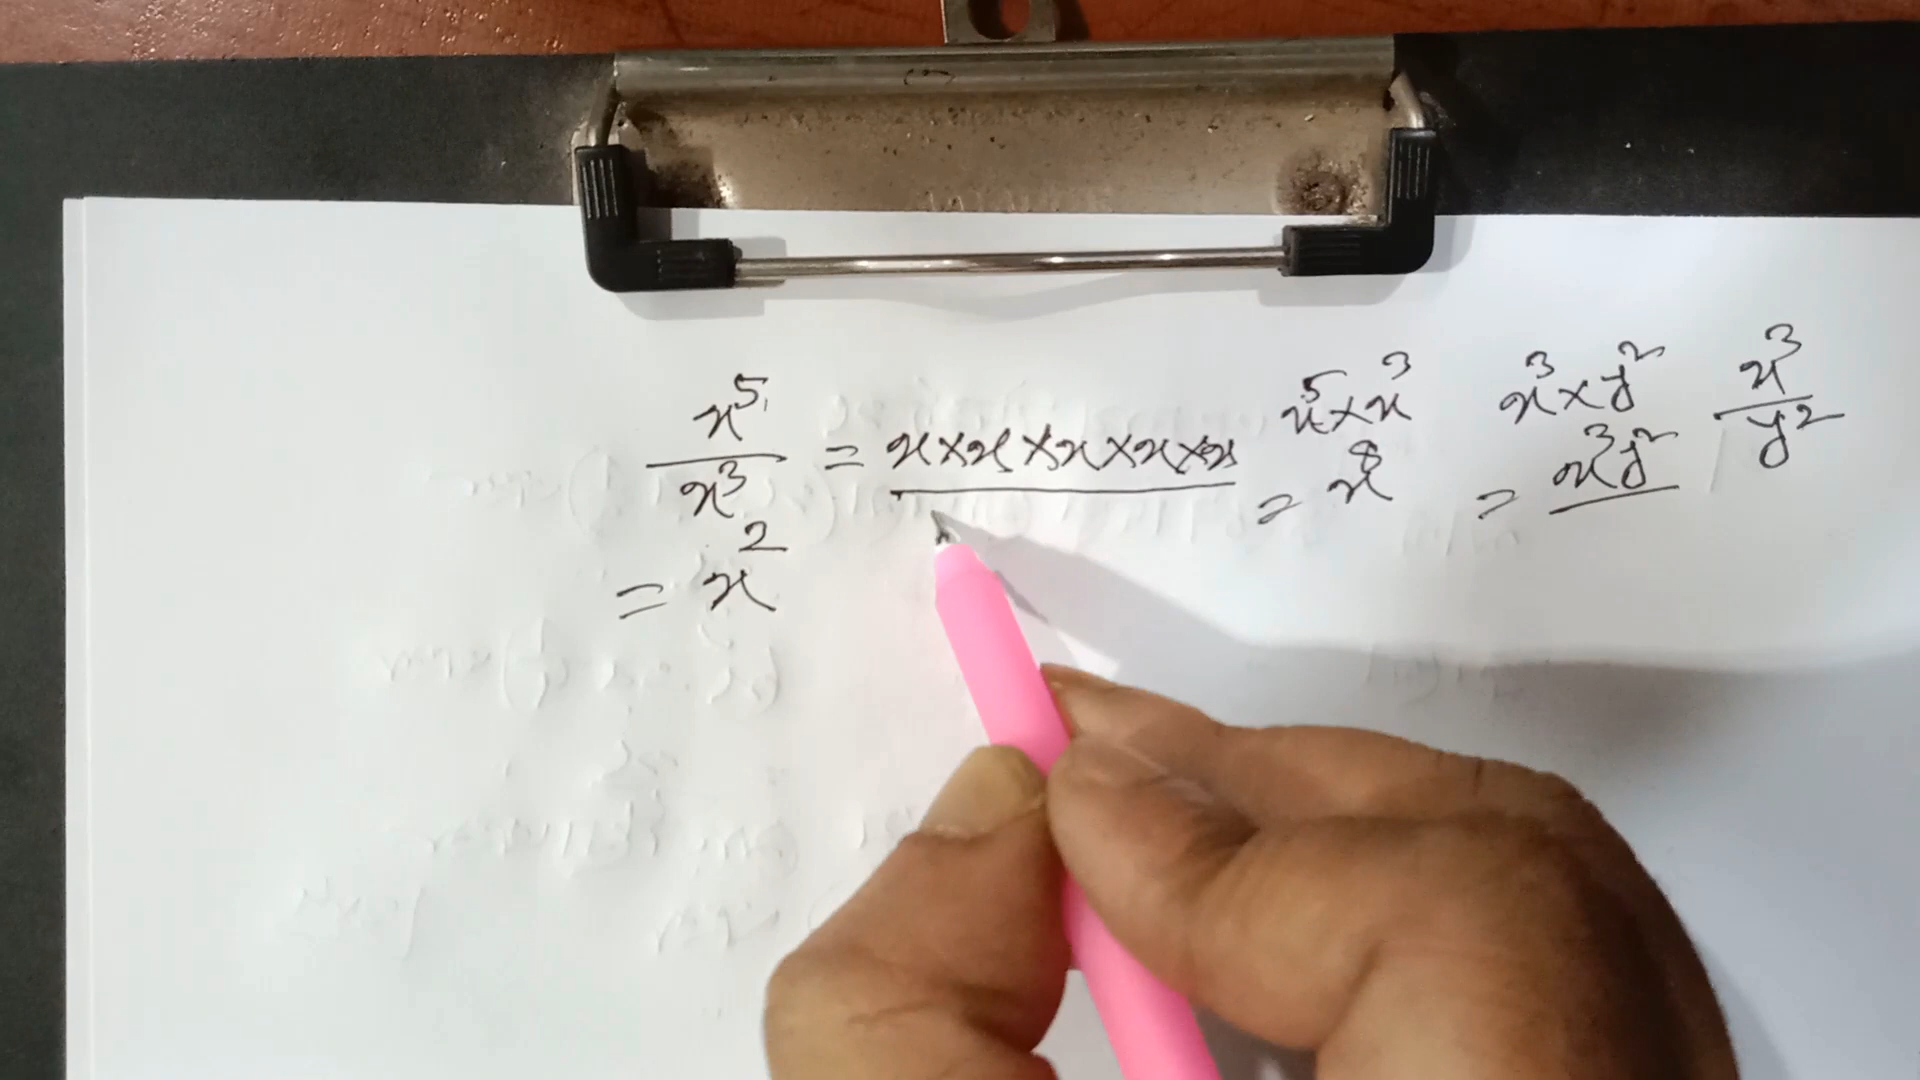 x⁵/x³ = x×x×x×x×x/
= x²
x⁵×x³
= x⁸
x³×y²
= x³y²
x³/y²